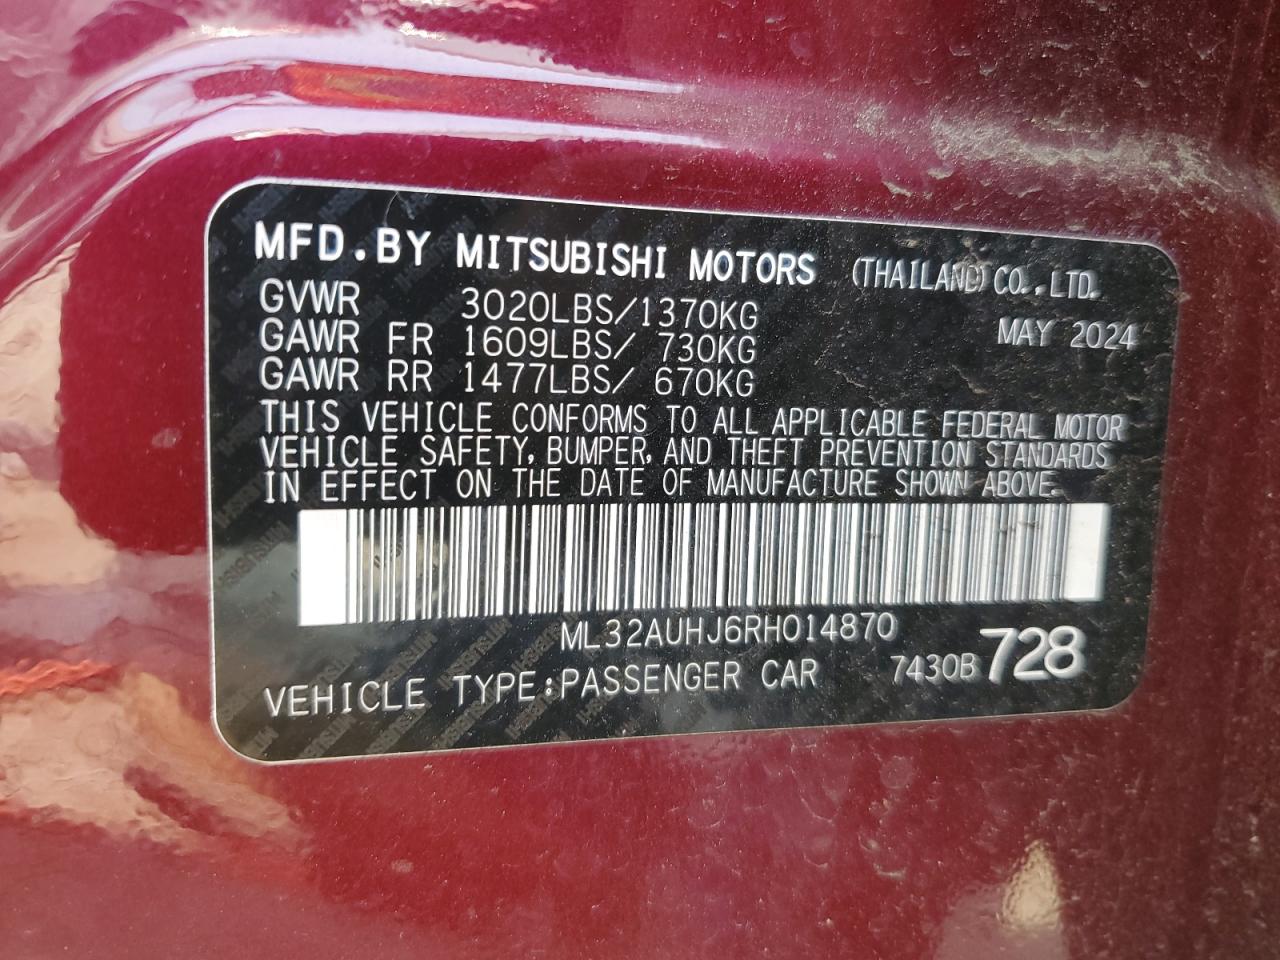 MFD.BY MITSUBISHI MOTORS (THAILAND) CO., LTD.
GVWR 3020LBS/1370KG MAY 2024
GAWR FR 1609LBS/ 730KG
GAWR RR 1477LBS/ 670KG
THIS VEHICLE CONFORMS TO ALL APPLICABLE FEDERAL MOTOR
VEHICLE SAFETY, BUMPER, AND THEFT PREVENTION STANDARDS
IN EFFECT ON THE DATE OF MANUFACTURE SHOWN ABOVE.
ML32AUHJ6RH014870
VEHICLE TYPE:PASSENGER CAR 7430B 728